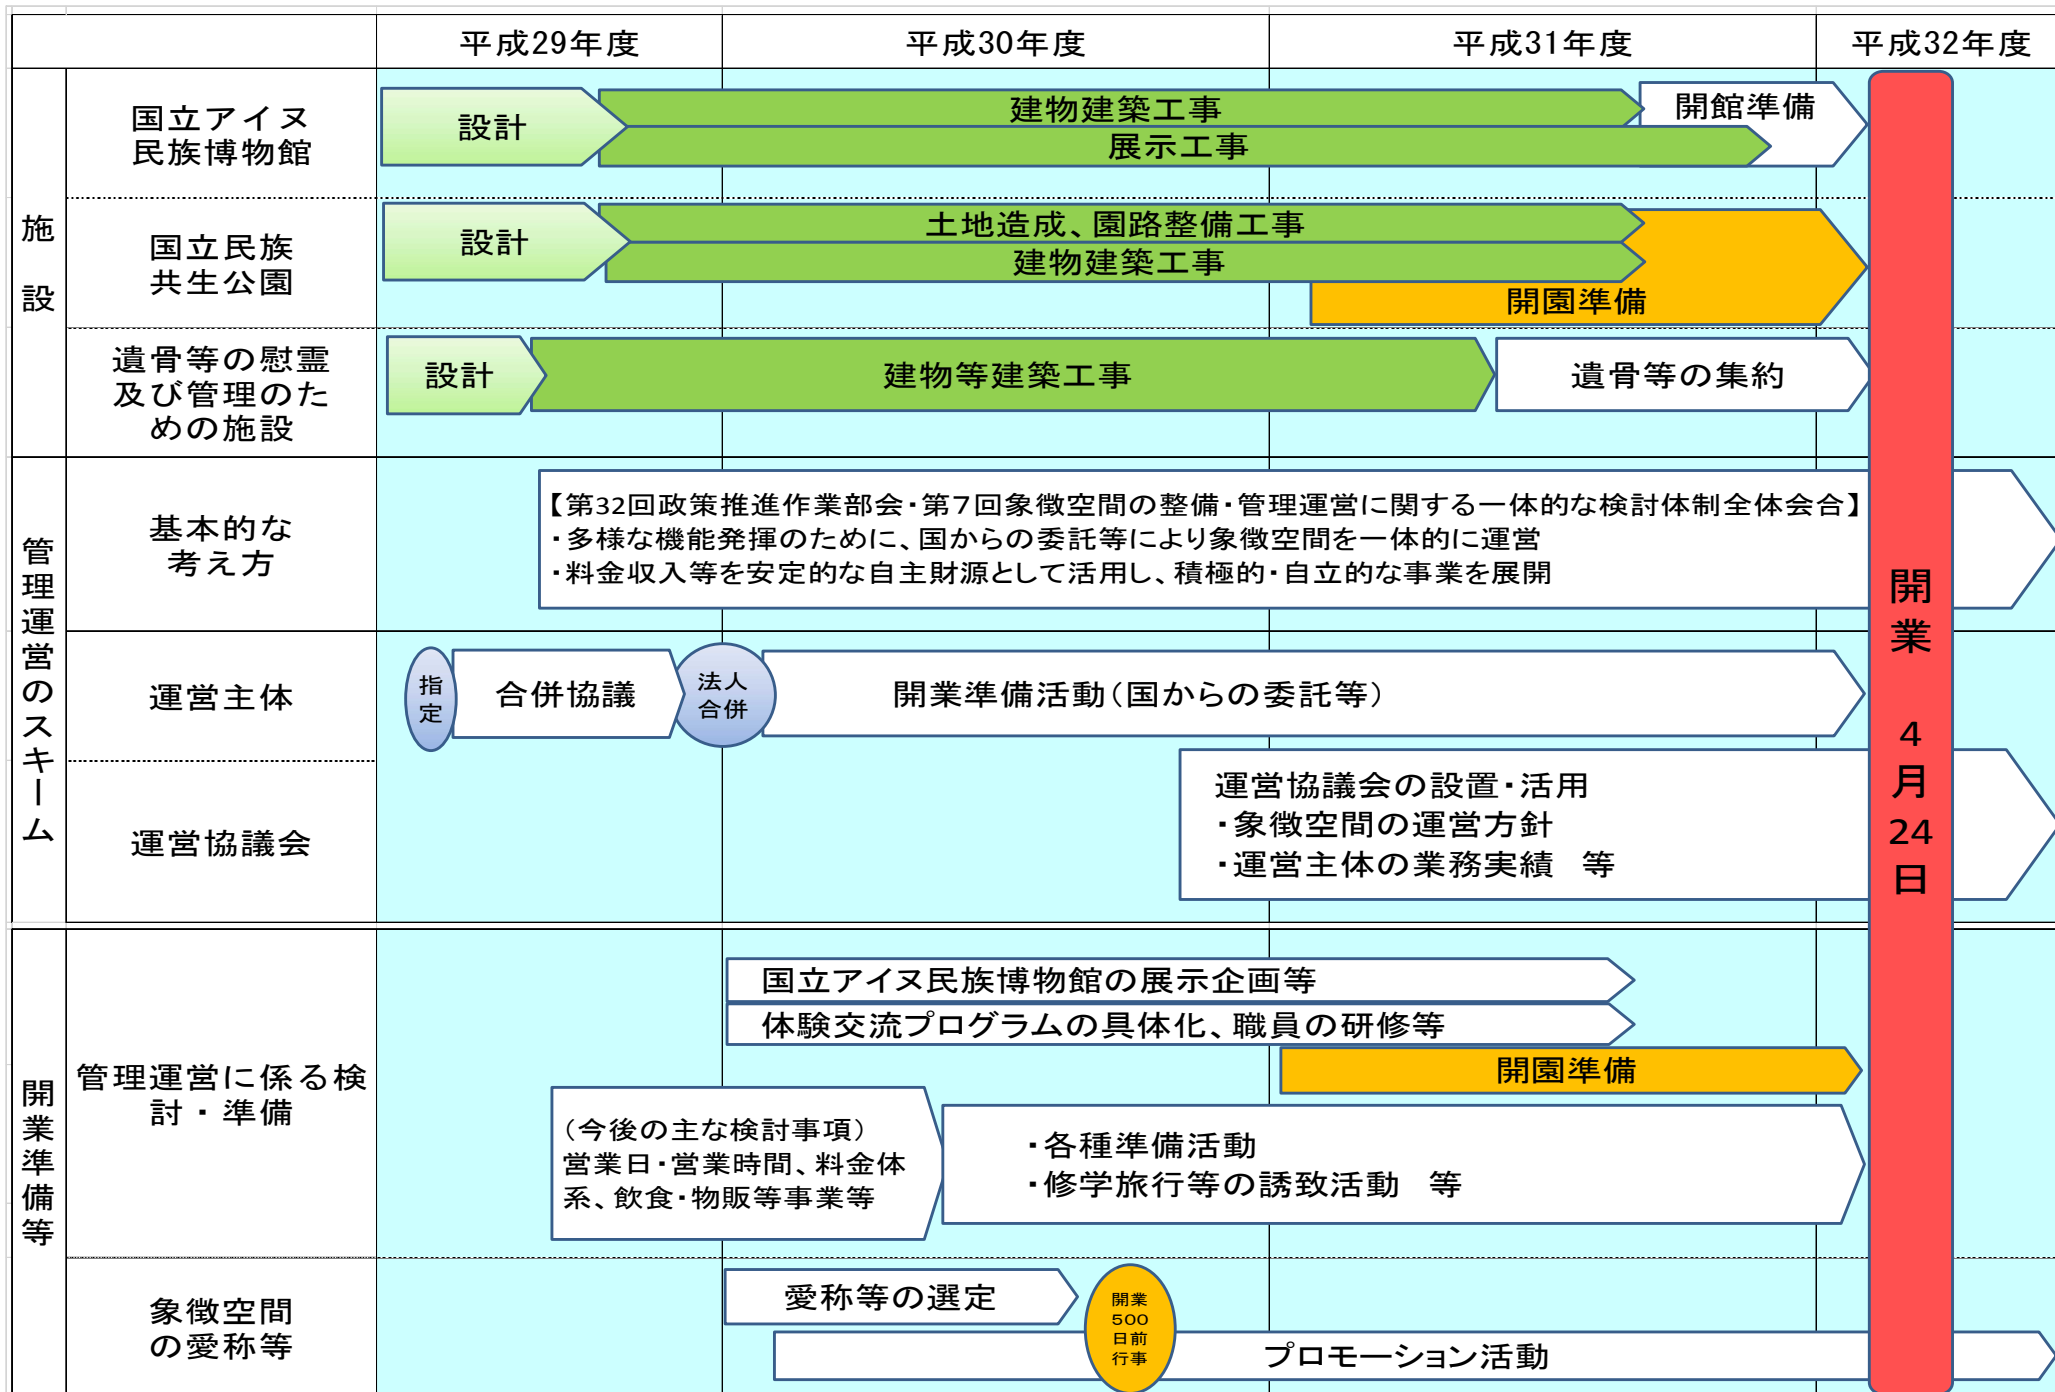 平成29年度
平成30年度
平成31年度
平成32年度
施設
国立アイヌ
民族博物館
設計
建物建築工事
展示工事
開館準備
国立民族
共生公園
設計
土地造成、園路整備工事
建物建築工事
開園準備
遺骨等の慰霊
及び管理のた
めの施設
設計
建物等建築工事
遺骨等の集約
管理運営のスキーム
基本的な
考え方
【第32回政策推進作業部会・第7回象徴空間の整備・管理運営に関する一体的な検討体制全体会合】
・多様な機能発揮のために、国からの委託等により象徴空間を一体的に運営
・料金収入等を安定的な自主財源として活用し、積極的・自立的な事業を展開
運営主体
指定
合併協議
法人
合併
開業準備活動（国からの委託等）
運営協議会
運営協議会の設置・活用
・象徴空間の運営方針
・運営主体の業務実績　等
開業　4月24日
開業準備等
管理運営に係る検
討・準備
国立アイヌ民族博物館の展示企画等
体験交流プログラムの具体化、職員の研修等
開園準備
（今後の主な検討事項）
営業日・営業時間、料金体
系、飲食・物販等事業等
・各種準備活動
・修学旅行等の誘致活動　等
象徴空間
の愛称等
愛称等の選定
開業
500
日前
行事
プロモーション活動